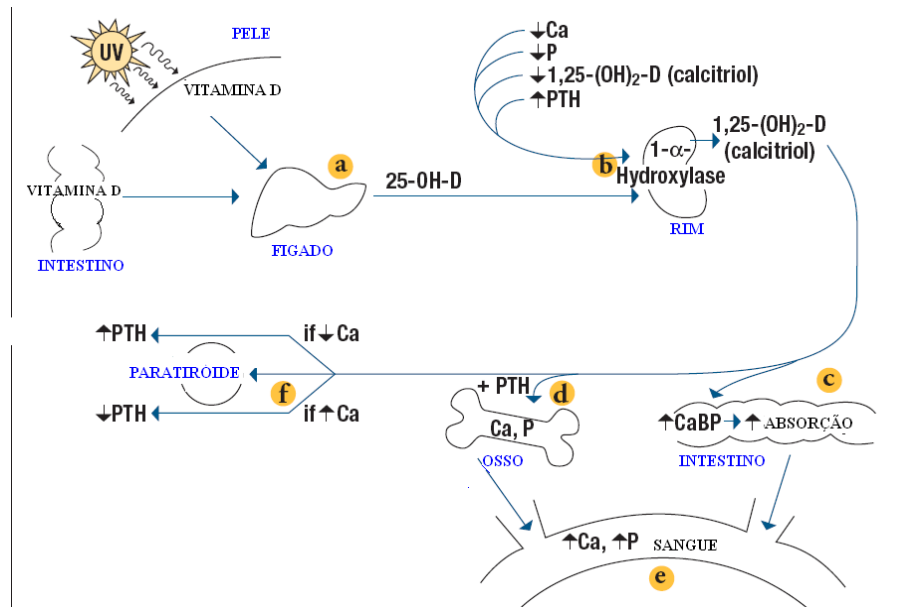 UV
PELE
VITAMINA D
VITAMINA D
INTESTINO
a
FIGADO
25-OH-D
↓Ca
↓P
↓1,25-(OH)₂-D (calcitriol)
↑PTH
b
1-α-
Hydroxylase
RIM
1,25-(OH)₂-D
(calcitriol)
↑PTH
if ↓Ca
PARATIROIDE
f
↓PTH
if ↑Ca
+ PTH
d
Ca, P
OSSO
c
↑CaBP → ↑ ABSORÇÃO
INTESTINO
↑Ca, ↑P SANGUE
e